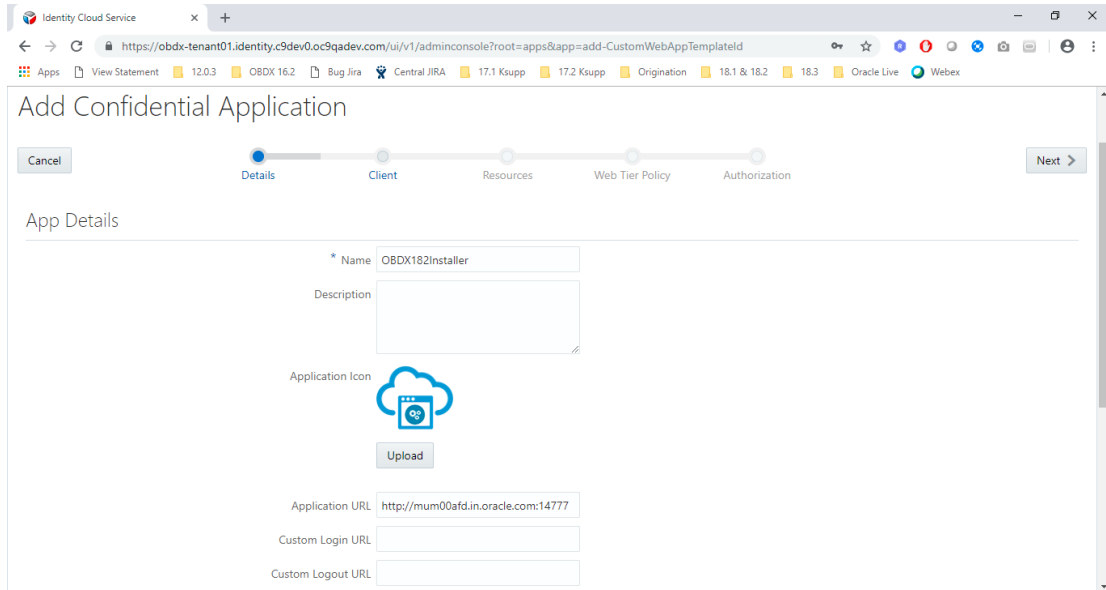 Identity Cloud Service
https://obdx-tenant01.identity.c9dev0.oc9qadev.com/ui/v1/adminconsole?root=apps&app=add-CustomWebAppTemplateId
Apps View Statement 12.0.3 OBDX 16.2 Bug Jira Central JIRA 17.1 Ksupp 17.2 Ksupp Origination 18.1 & 18.2 18.3 Oracle Live Webex
Add Confidential Application
Cancel
Next
Details Client Resources Web Tier Policy Authorization
App Details
* Name OBDX182Installer
Description
Application Icon
Upload
Application URL http://mum00afd.in.oracle.com:14777
Custom Login URL
Custom Logout URL